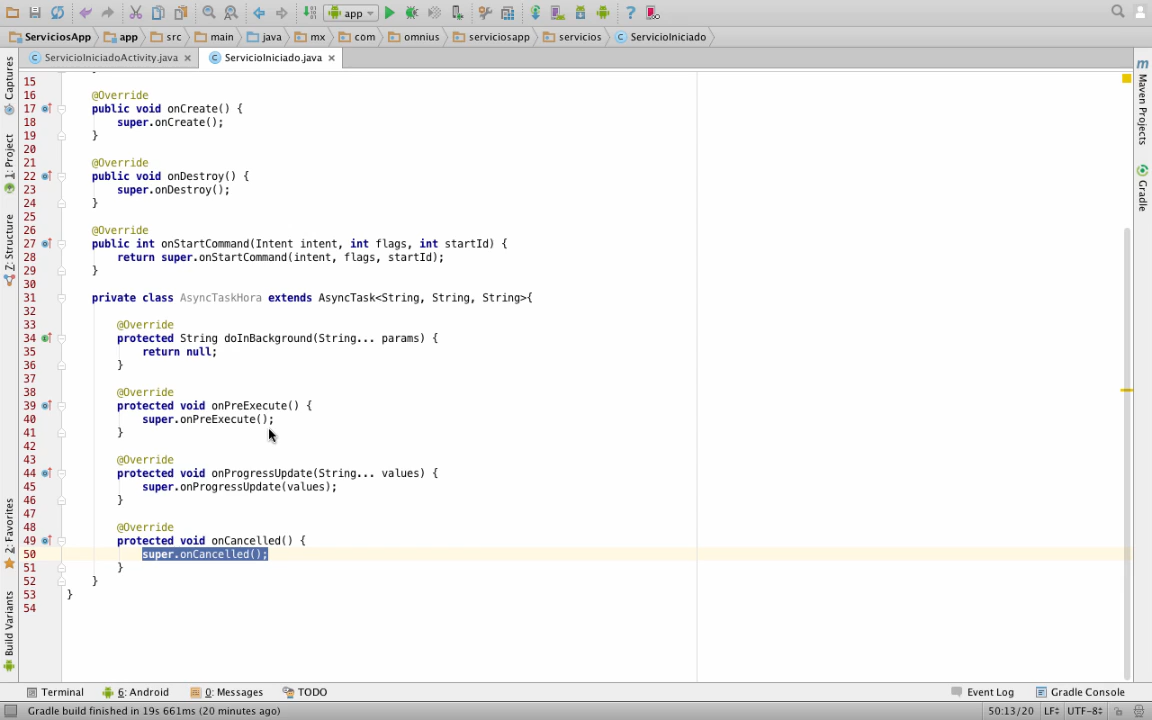 app
ServiciosApp app src main java mx com omnius serviciosapp servicios ServicioIniciado
ServicioIniciadoActivity.java ServicioIniciado.java
Captures
1: Project
7: Structure
2: Favorites
Build Variants
Maven Projects
Gradle
15
16 @Override
17 public void onCreate() {
18 super.onCreate();
19 }
20
21 @Override
22 public void onDestroy() {
23 super.onDestroy();
24 }
25
26 @Override
27 public int onStartCommand(Intent intent, int flags, int startId) {
28 return super.onStartCommand(intent, flags, startId);
29 }
30
31 private class AsyncTaskHora extends AsyncTask<String, String, String>{
32
33 @Override
34 protected String doInBackground(String... params) {
35 return null;
36 }
37
38 @Override
39 protected void onPreExecute() {
40 super.onPreExecute();
41 }
42
43 @Override
44 protected void onProgressUpdate(String... values) {
45 super.onProgressUpdate(values);
46 }
47
48 @Override
49 protected void onCancelled() {
50 super.onCancelled();
51 }
52 }
53 }
54
Terminal 6: Android 0: Messages TODO Event Log Gradle Console
Gradle build finished in 19s 661ms (20 minutes ago) 50:13/20 LF UTF-8